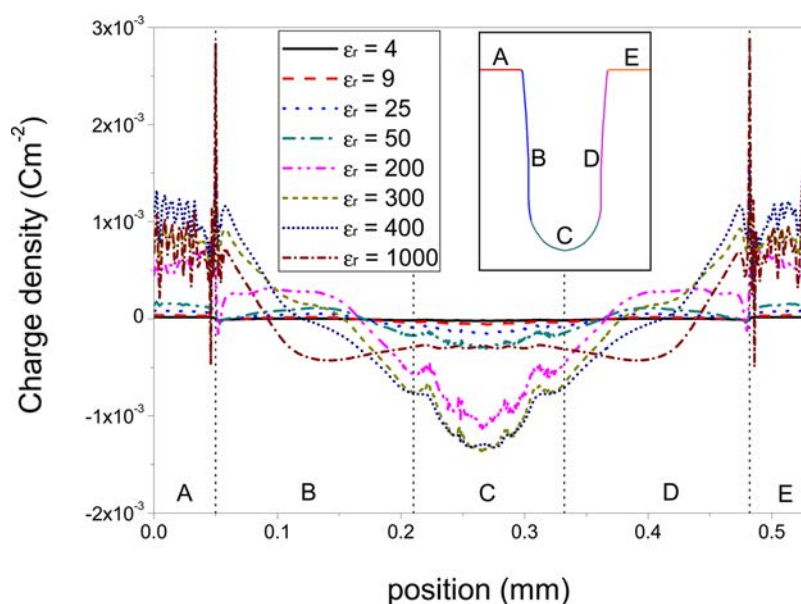 3x10⁻³
2x10⁻³
1x10⁻³
0
-1x10⁻³
-2x10⁻³
Charge density (Cm⁻²)
εr = 4
εr = 9
εr = 25
εr = 50
εr = 200
εr = 300
εr = 400
εr = 1000
A
E
B
D
C
A B C D E
0.0 0.1 0.2 0.3 0.4 0.5
position (mm)